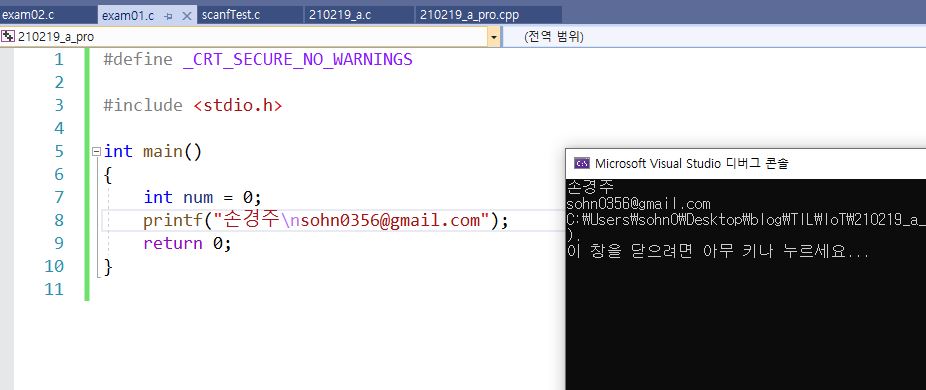 exam02.c exam01.c scanfTest.c 210219_a.c 210219_a_pro.cpp
210219_a_pro (전역 범위)
1 #define _CRT_SECURE_NO_WARNINGS
2
3 #include <stdio.h>
4
5 int main()
6 {
7 int num = 0;
8 printf("손경주\nsohn0356@gmail.com");
9 return 0;
10 }
11
Microsoft Visual Studio 디버그 콘솔
손경주
sohn0356@gmail.com
C:₩Users₩sohn0₩Desktop₩blog₩TIL₩IoT₩210219_a_
).
이 창을 닫으려면 아무 키나 누르세요...